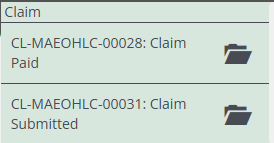 Claim
CL-MAEOHLC-00028: Claim
Paid
CL-MAEOHLC-00031: Claim
Submitted